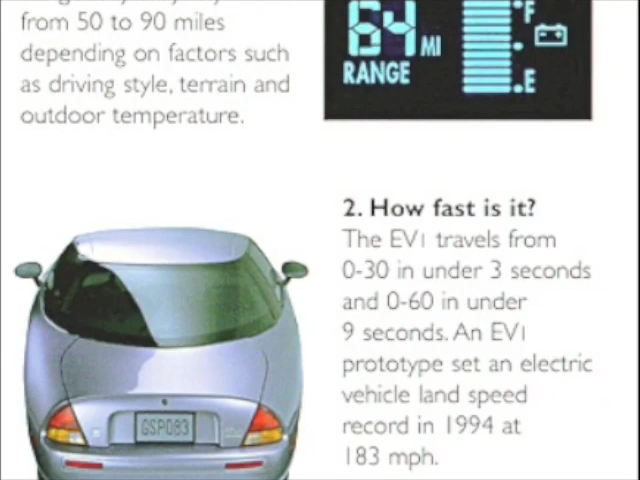 from 50 to 90 miles
depending on factors such
as driving style, terrain and
outdoor temperature.
64 MI
RANGE
F
E
2. How fast is it?
The EV1 travels from
0-30 in under 3 seconds
and 0-60 in under
9 seconds. An EV1
prototype set an electric
vehicle land speed
record in 1994 at
183 mph.
GSP083